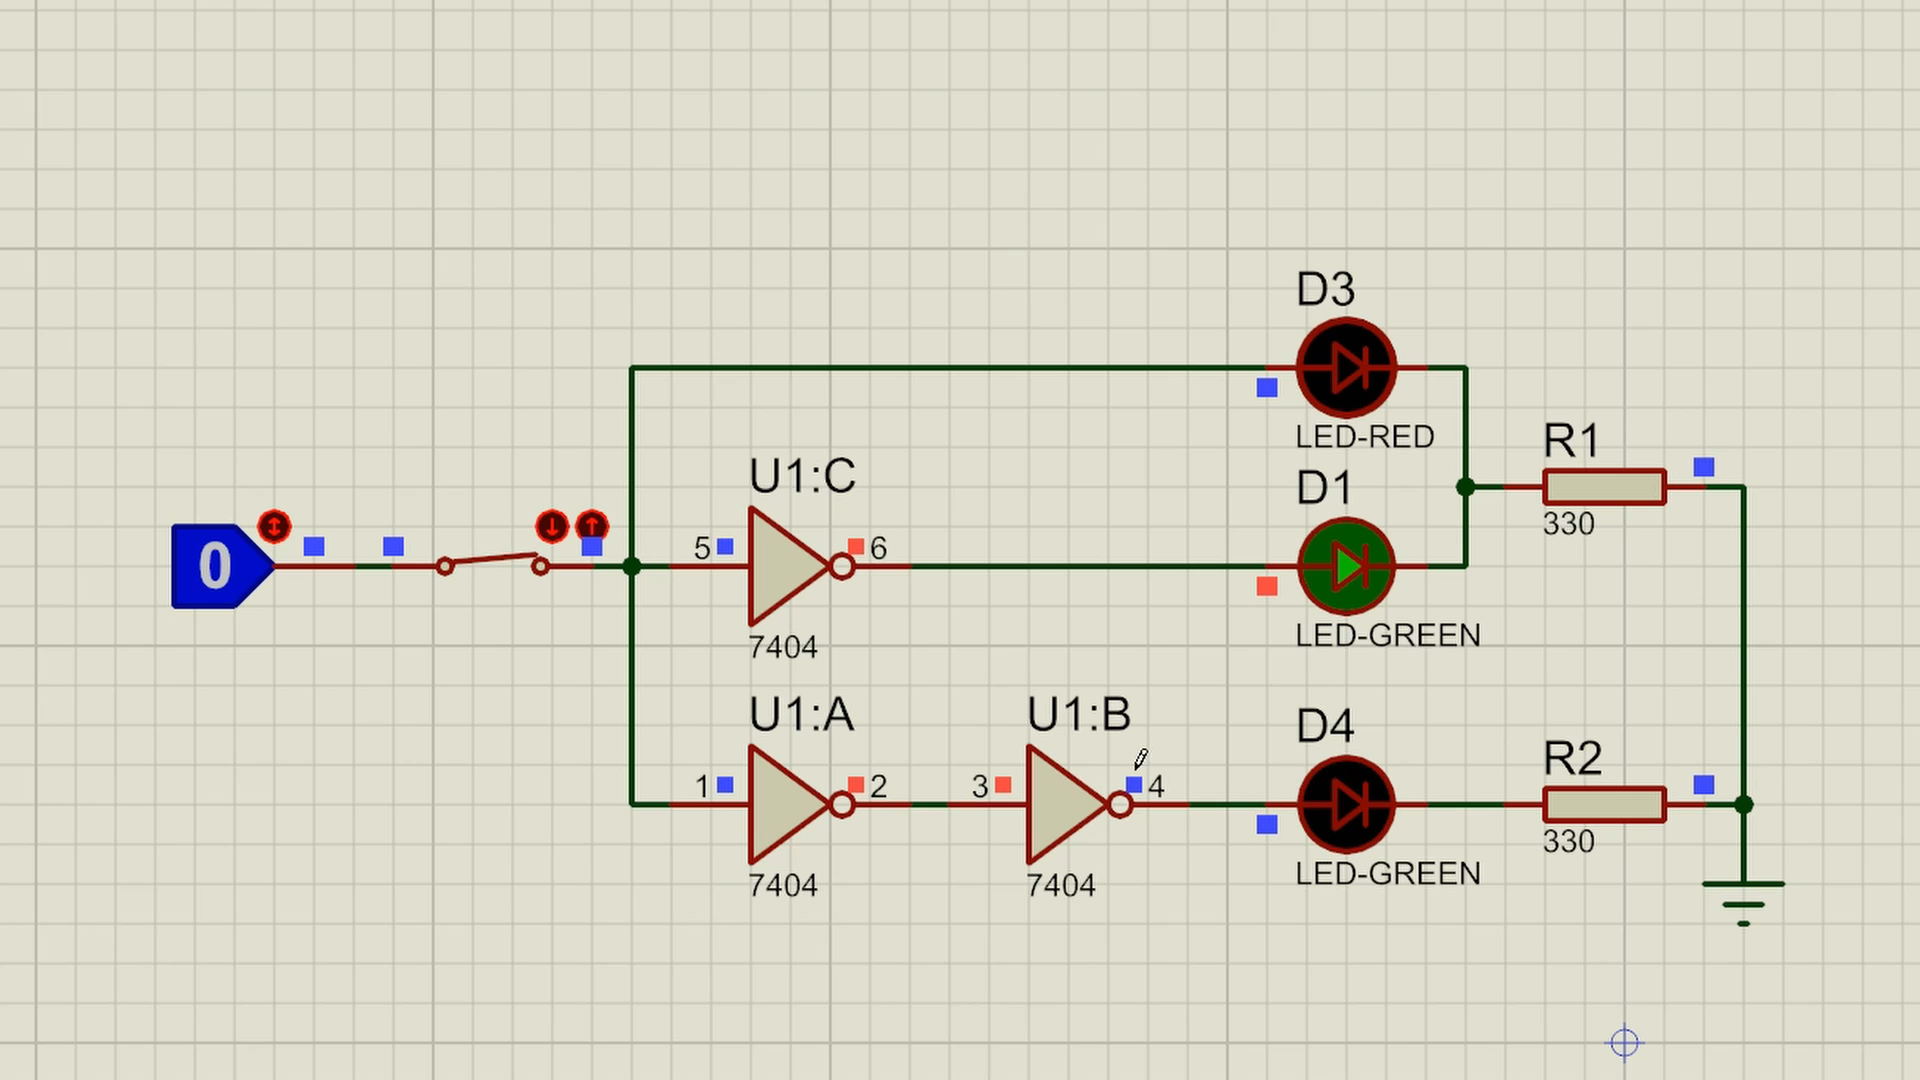 D3
LED-RED
R1
330
U1:C
D1
0
5
6
7404
LED-GREEN
U1:A
U1:B
D4
R2
1
2
3
4
330
7404
7404
LED-GREEN